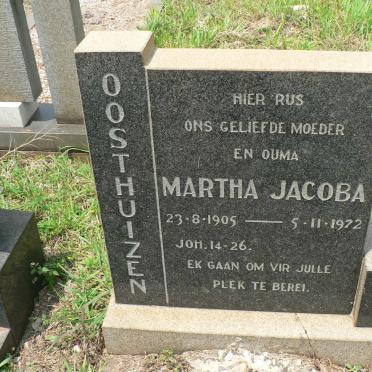 OOSTHUIZEN
HIER RUS
ONS GELIEFDE MOEDER
EN OUMA
MARTHA JACOBA
23-8-1905 — 5-11-1972
JOH. 14-26.
EK GAAN OM VIR JULLE
PLEK TE BEREI.